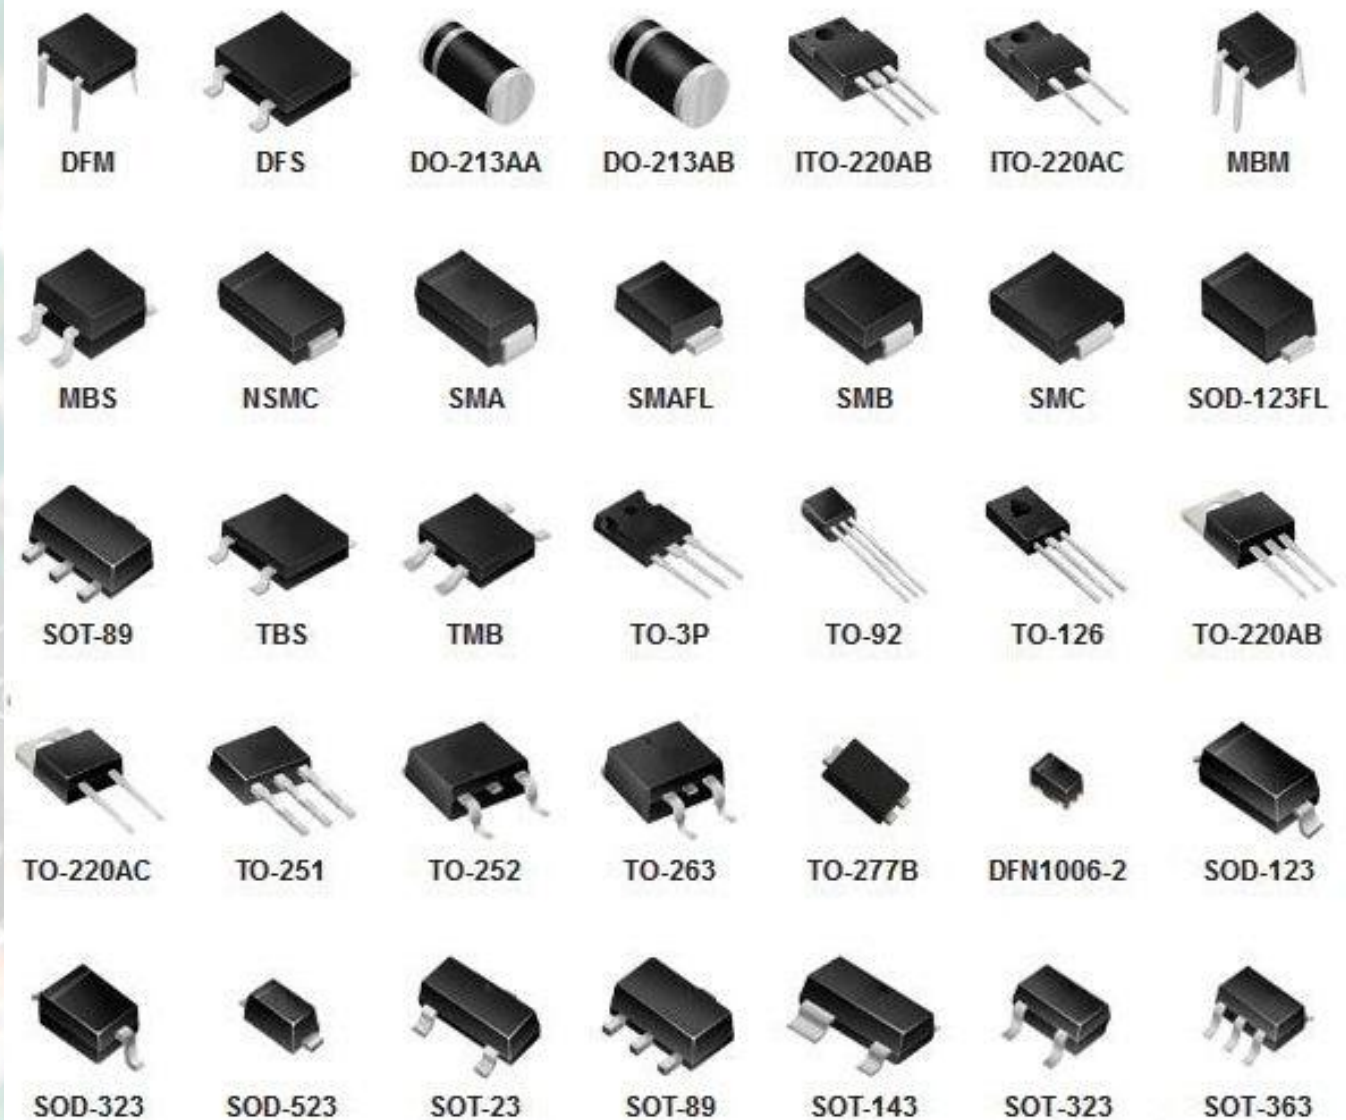 DFM DFS DO-213AA DO-213AB ITO-220AB ITO-220AC MBM
MBS NSMC SMA SMAFL SMB SMC SOD-123FL
SOT-89 TBS TMB TO-3P TO-92 TO-126 TO-220AB
TO-220AC TO-251 TO-252 TO-263 TO-277B DFN1006-2 SOD-123
SOD-323 SOD-523 SOT-23 SOT-89 SOT-143 SOT-323 SOT-363